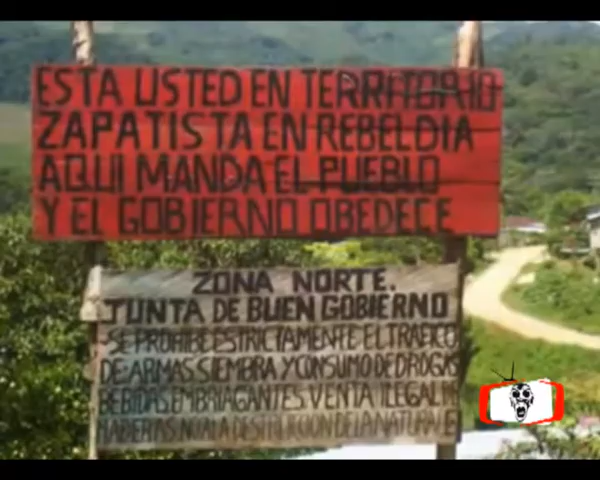 ESTA USTED EN TERRITORIO
ZAPATISTA EN REBELDIA
AQUI MANDA EL PUEBLO
Y EL GOBIERNO OBEDECE
ZONA NORTE.
JUNTA DE BUEN GOBIERNO
SE PROHIBE ESTRICTAMENTE EL TRAFICO
DE ARMAS SIEMBRA Y CONSUMO DE DROGAS
BEBIDAS EMBRIAGANTES VENTA ILEGAL DE
MADERAS. NO A LA DESTRUCCION DE LA